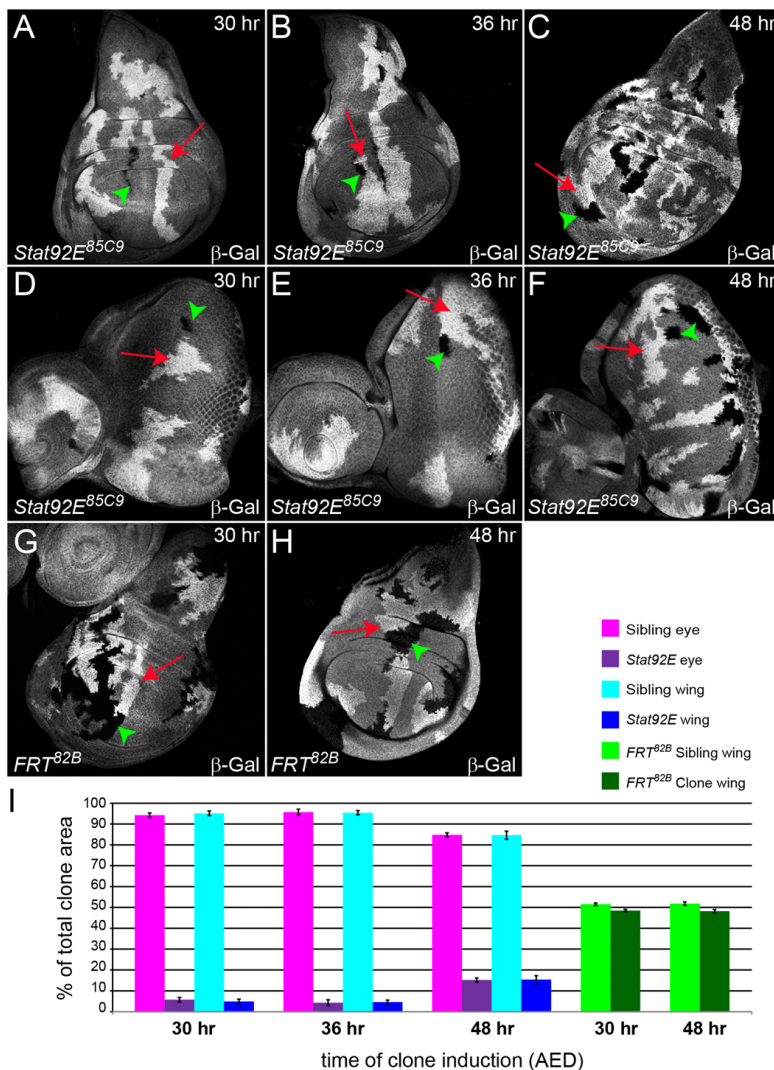 A 30 hr
Stat92E85C9 β-Gal
B 36 hr
Stat92E85C9 β-Gal
C 48 hr
Stat92E85C9 β-Gal
D 30 hr
Stat92E85C9 β-Gal
E 36 hr
Stat92E85C9 β-Gal
F 48 hr
Stat92E85C9 β-Gal
G 30 hr
FRT82B β-Gal
H 48 hr
FRT82B β-Gal
Sibling eye
Stat92E eye
Sibling wing
Stat92E wing
FRT82B Sibling wing
FRT82B Clone wing
I
% of total clone area
100
90
80
70
60
50
40
30
20
10
0
30 hr 36 hr 48 hr 30 hr 48 hr
time of clone induction (AED)